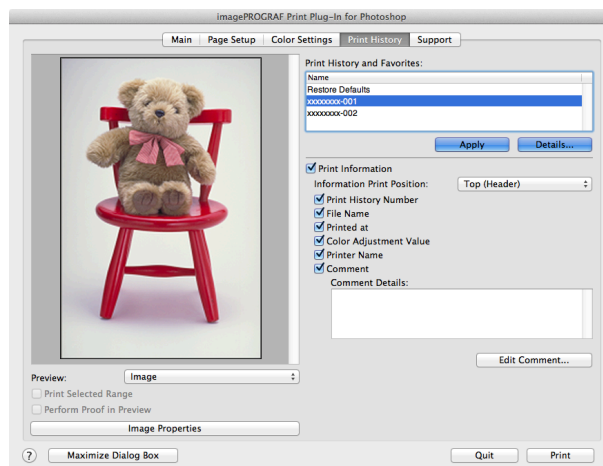 imagePROGRAF Print Plug-In for Photoshop
Main Page Setup Color Settings Print History Support
Print History and Favorites:
Name
Restore Defaults
xxxxxxxx-001
xxxxxxxx-002
Apply Details...
Print Information
Information Print Position: Top (Header)
Print History Number
File Name
Printed at
Color Adjustment Value
Printer Name
Comment
Comment Details:
Edit Comment...
Preview: Image
Print Selected Range
Perform Proof in Preview
Image Properties
? Maximize Dialog Box Quit Print